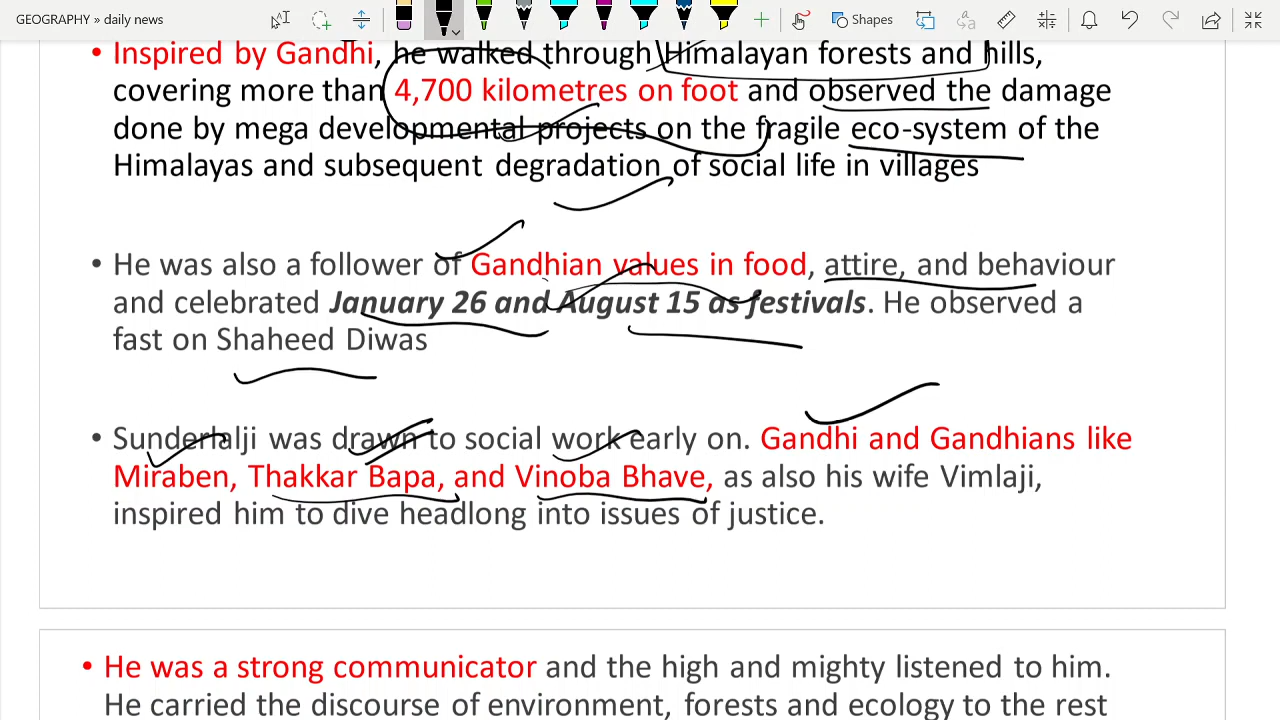 GEOGRAPHY » daily news
Shapes
• Inspired by Gandhi, he walked through Himalayan forests and hills,
covering more than 4,700 kilometres on foot and observed the damage
done by mega developmental projects on the fragile eco-system of the
Himalayas and subsequent degradation of social life in villages
• He was also a follower of Gandhian values in food, attire, and behaviour
and celebrated January 26 and August 15 as festivals. He observed a
fast on Shaheed Diwas
• Sunderlalji was drawn to social work early on. Gandhi and Gandhians like
Miraben, Thakkar Bapa, and Vinoba Bhave, as also his wife Vimlaji,
inspired him to dive headlong into issues of justice.
• He was a strong communicator and the high and mighty listened to him.
He carried the discourse of environment, forests and ecology to the rest